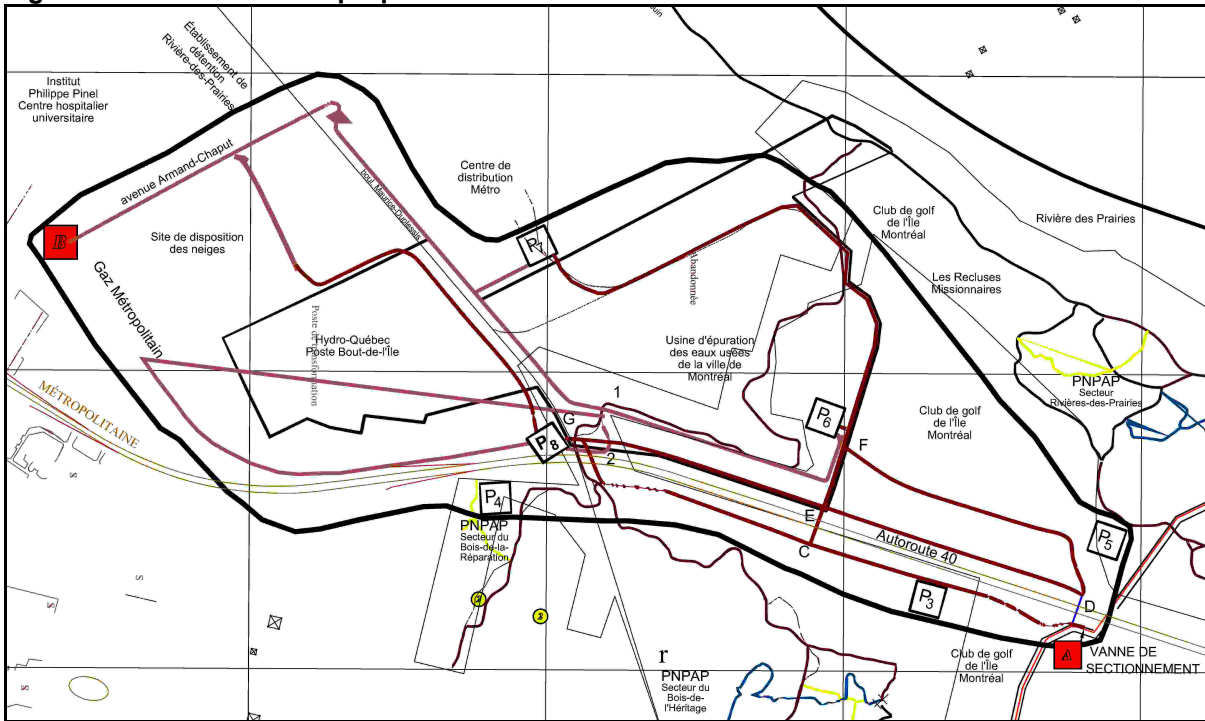 Établissement de
détention
Rivière-des-Prairies
Institut
Philippe Pinel
Centre hospitalier
universitaire
avenue Armand-Chaput
boul. Maurice-Duplessis
Centre de
distribution
Métro
Club de golf
de l'Île
Montréal
Rivière des Prairies
B
Site de disposition
des neiges
P7
Abandonnée
Les Recluses
Missionnaires
Gaz Métropolitain
Poste de transformation
Hydro-Québec
Poste Bout-de-l'Île
Usine d'épuration
des eaux usées
de la ville de
Montréal
PNPAP
Secteur
Rivières-des-Prairies
MÉTROPOLITAINE
1
G
P8
2
P6
F
Club de golf
de l'Île
Montréal
P4
PNPAP
Secteur du
Bois-de-la-
Réparation
E
C
Autoroute 40
P5
P3
D
A
VANNE DE
SECTIONNEMENT
Club de golf
de l'Île
Montréal
r
PNPAP
Secteur du
Bois-de-
l'Héritage